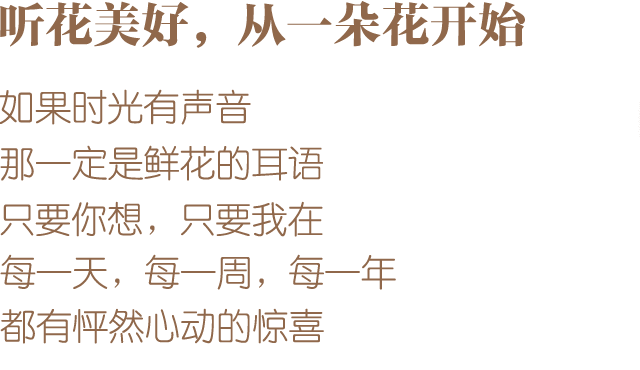 听花美好，从一朵花开始
如果时光有声音
那一定是鲜花的耳语
只要你想，只要我在
每一天，每一周，每一年
都有怦然心动的惊喜